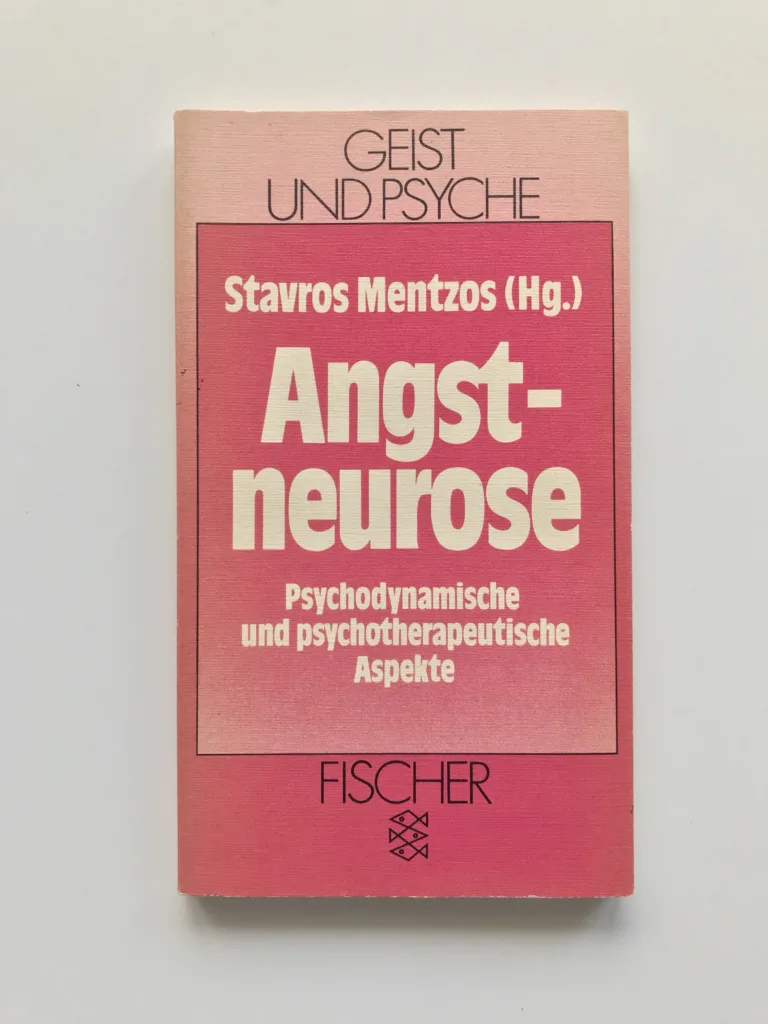 GEIST
UND PSYCHE
Stavros Mentzos (Hg.)
Angst-
neurose
Psychodynamische
und psychotherapeutische
Aspekte
FISCHER